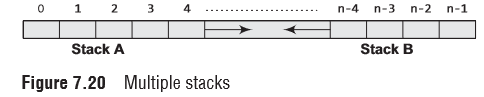 0 1 2 3 4 .............................. n-4 n-3 n-2 n-1
Stack A Stack B
Figure 7.20 Multiple stacks